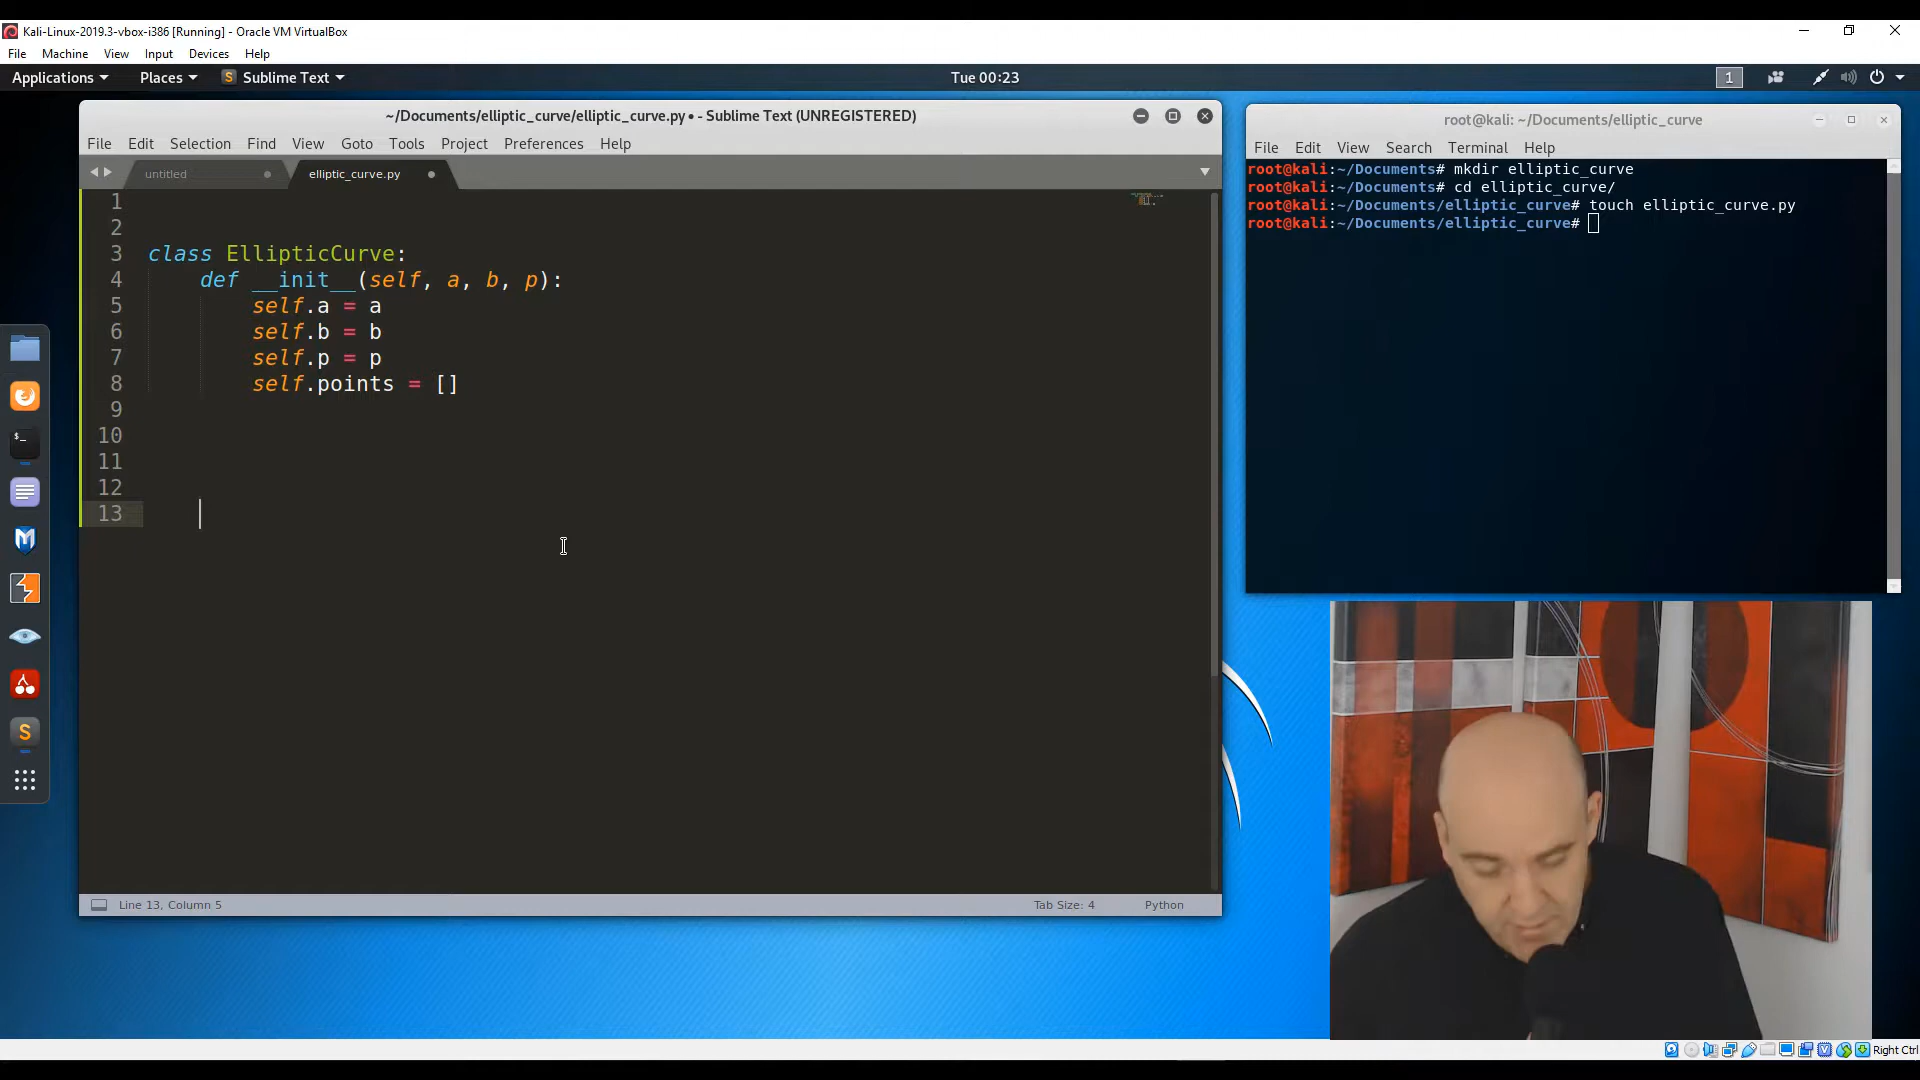 Kali-Linux-2019.3-vbox-i386 [Running] - Oracle VM VirtualBox
File Machine View Input Devices Help
Applications Places Sublime Text Tue 00:23 1
~/Documents/elliptic_curve/elliptic_curve.py • - Sublime Text (UNREGISTERED)
File Edit Selection Find View Goto Tools Project Preferences Help
untitled elliptic_curve.py
1
2
3 class EllipticCurve:
4 def __init__(self, a, b, p):
5 self.a = a
6 self.b = b
7 self.p = p
8 self.points = []
9
10
11
12
13
Line 13, Column 5 Tab Size: 4 Python
root@kali: ~/Documents/elliptic_curve
File Edit View Search Terminal Help
root@kali:~/Documents# mkdir elliptic_curve
root@kali:~/Documents# cd elliptic_curve/
root@kali:~/Documents/elliptic_curve# touch elliptic_curve.py
root@kali:~/Documents/elliptic_curve#
$_
S
Right Ctrl